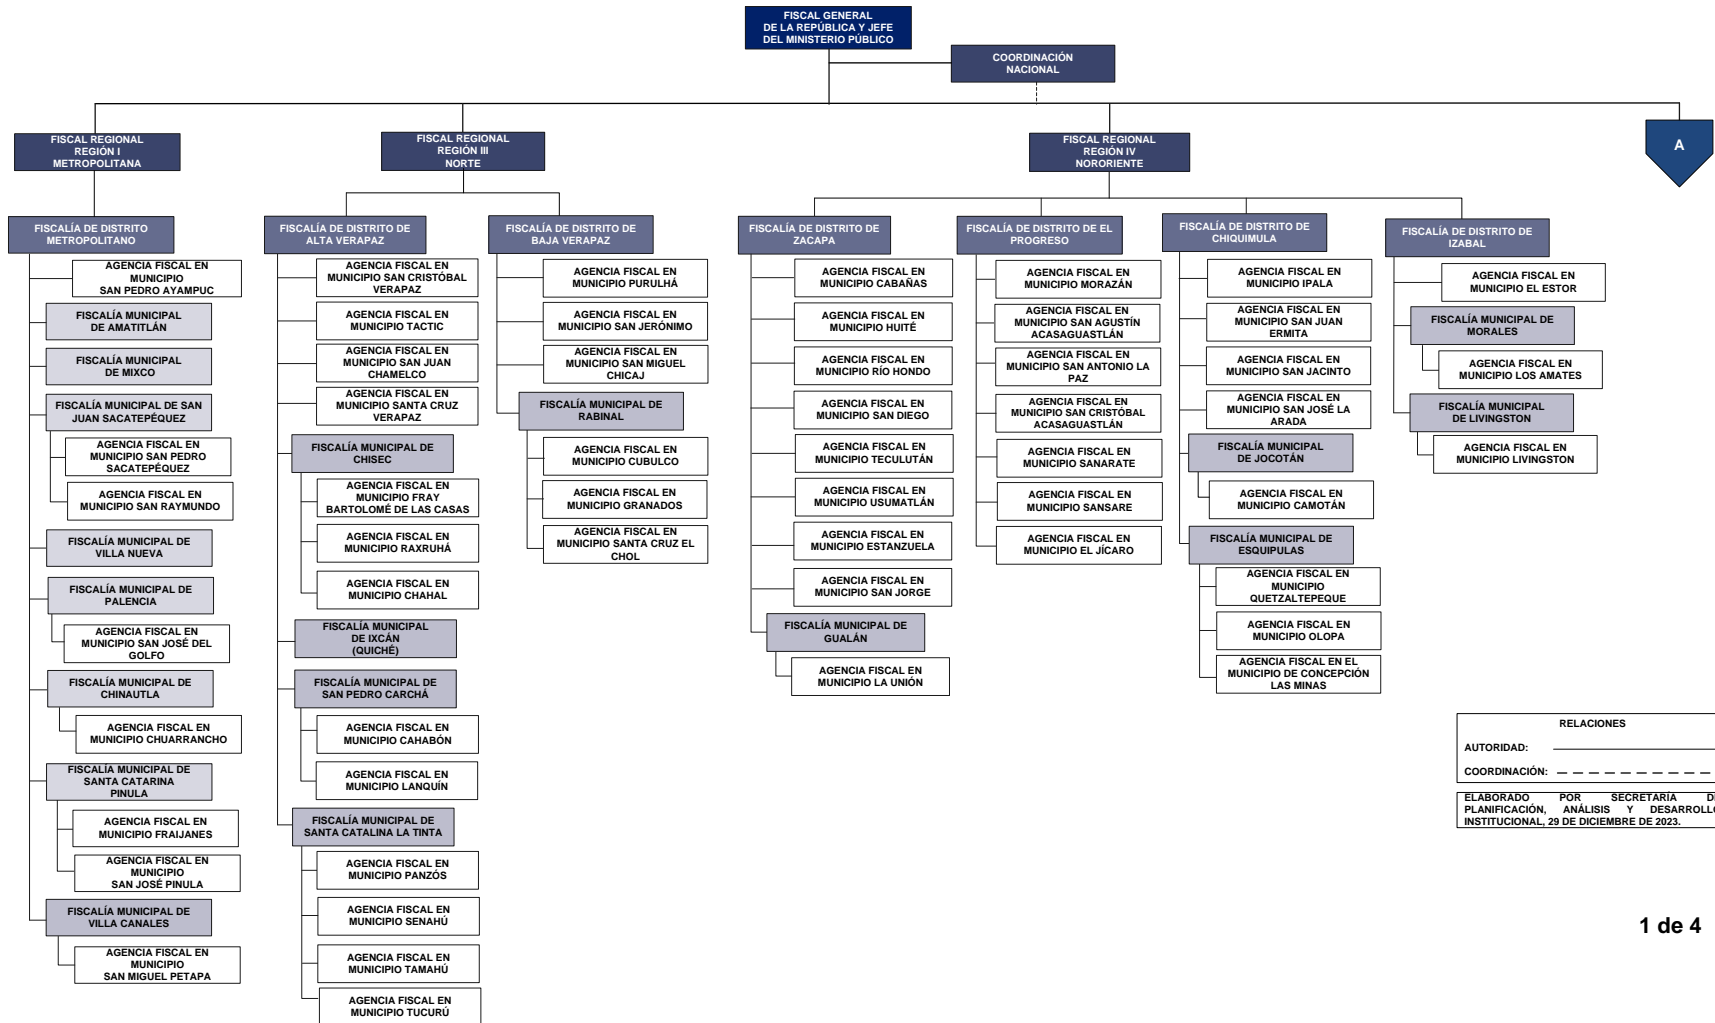 FISCAL GENERAL
DE LA REPÚBLICA Y JEFE
DEL MINISTERIO PÚBLICO
COORDINACIÓN
NACIONAL
FISCAL REGIONAL
REGIÓN I
METROPOLITANA
FISCAL REGIONAL
REGIÓN III
NORTE
FISCAL REGIONAL
REGIÓN IV
NORORIENTE
A
FISCALÍA DE DISTRITO
METROPOLITANO
AGENCIA FISCAL EN
MUNICIPIO
SAN PEDRO AYAMPUC
FISCALÍA MUNICIPAL
DE AMATITLÁN
FISCALÍA MUNICIPAL
DE MIXCO
FISCALÍA MUNICIPAL DE SAN
JUAN SACATEPÉQUEZ
AGENCIA FISCAL EN
MUNICIPIO SAN PEDRO
SACATEPÉQUEZ
AGENCIA FISCAL EN
MUNICIPIO SAN RAYMUNDO
FISCALÍA MUNICIPAL DE
VILLA NUEVA
FISCALÍA MUNICIPAL DE
PALENCIA
AGENCIA FISCAL EN
MUNICIPIO SAN JOSÉ DEL
GOLFO
FISCALÍA MUNICIPAL DE
CHINAUTLA
AGENCIA FISCAL EN
MUNICIPIO CHUARRANCHO
FISCALÍA MUNICIPAL DE
SANTA CATARINA
PINULA
AGENCIA FISCAL EN
MUNICIPIO FRAIJANES
AGENCIA FISCAL EN
MUNICIPIO
SAN JOSÉ PINULA
FISCALÍA MUNICIPAL DE
VILLA CANALES
AGENCIA FISCAL EN
MUNICIPIO
SAN MIGUEL PETAPA
FISCALÍA DE DISTRITO DE
ALTA VERAPAZ
AGENCIA FISCAL EN
MUNICIPIO SAN CRISTÓBAL
VERAPAZ
AGENCIA FISCAL EN
MUNICIPIO TACTIC
AGENCIA FISCAL EN
MUNICIPIO SAN JUAN
CHAMELCO
AGENCIA FISCAL EN
MUNICIPIO SANTA CRUZ
VERAPAZ
FISCALÍA MUNICIPAL DE
CHISEC
AGENCIA FISCAL EN
MUNICIPIO FRAY
BARTOLOMÉ DE LAS CASAS
AGENCIA FISCAL EN
MUNICIPIO RAXRUHÁ
AGENCIA FISCAL EN
MUNICIPIO CHAHAL
FISCALÍA MUNICIPAL
DE IXCÁN
(QUICHÉ)
FISCALÍA MUNICIPAL DE
SAN PEDRO CARCHÁ
AGENCIA FISCAL EN
MUNICIPIO CAHABÓN
AGENCIA FISCAL EN
MUNICIPIO LANQUÍN
FISCALÍA MUNICIPAL DE
SANTA CATALINA LA TINTA
AGENCIA FISCAL EN
MUNICIPIO PANZÓS
AGENCIA FISCAL EN
MUNICIPIO SENAHÚ
AGENCIA FISCAL EN
MUNICIPIO TAMAHÚ
AGENCIA FISCAL EN
MUNICIPIO TUCURÚ
FISCALÍA DE DISTRITO DE
BAJA VERAPAZ
AGENCIA FISCAL EN
MUNICIPIO PURULHÁ
AGENCIA FISCAL EN
MUNICIPIO SAN JERÓNIMO
AGENCIA FISCAL EN
MUNICIPIO SAN MIGUEL
CHICAJ
FISCALÍA MUNICIPAL DE
RABINAL
AGENCIA FISCAL EN
MUNICIPIO CUBULCO
AGENCIA FISCAL EN
MUNICIPIO GRANADOS
AGENCIA FISCAL EN
MUNICIPIO SANTA CRUZ EL
CHOL
FISCALÍA DE DISTRITO DE
ZACAPA
AGENCIA FISCAL EN
MUNICIPIO CABAÑAS
AGENCIA FISCAL EN
MUNICIPIO HUITÉ
AGENCIA FISCAL EN
MUNICIPIO RÍO HONDO
AGENCIA FISCAL EN
MUNICIPIO SAN DIEGO
AGENCIA FISCAL EN
MUNICIPIO TECULUTÁN
AGENCIA FISCAL EN
MUNICIPIO USUMATLÁN
AGENCIA FISCAL EN
MUNICIPIO ESTANZUELA
AGENCIA FISCAL EN
MUNICIPIO SAN JORGE
FISCALÍA MUNICIPAL DE
GUALÁN
AGENCIA FISCAL EN
MUNICIPIO LA UNIÓN
FISCALÍA DE DISTRITO DE EL
PROGRESO
AGENCIA FISCAL EN
MUNICIPIO MORAZÁN
AGENCIA FISCAL EN
MUNICIPIO SAN AGUSTÍN
ACASAGUASTLÁN
AGENCIA FISCAL EN
MUNICIPIO SAN ANTONIO LA
PAZ
AGENCIA FISCAL EN
MUNICIPIO SAN CRISTÓBAL
ACASAGUASTLÁN
AGENCIA FISCAL EN
MUNICIPIO SANARATE
AGENCIA FISCAL EN
MUNICIPIO SANSARE
AGENCIA FISCAL EN
MUNICIPIO EL JÍCARO
FISCALÍA DE DISTRITO DE
CHIQUIMULA
AGENCIA FISCAL EN
MUNICIPIO IPALA
AGENCIA FISCAL EN
MUNICIPIO SAN JUAN
ERMITA
AGENCIA FISCAL EN
MUNICIPIO SAN JACINTO
AGENCIA FISCAL EN
MUNICIPIO SAN JOSÉ LA
ARADA
FISCALÍA MUNICIPAL
DE JOCOTÁN
AGENCIA FISCAL EN
MUNICIPIO CAMOTÁN
FISCALÍA MUNICIPAL DE
ESQUIPULAS
AGENCIA FISCAL EN
MUNICIPIO
QUETZALTEPEQUE
AGENCIA FISCAL EN
MUNICIPIO OLOPA
AGENCIA FISCAL EN EL
MUNICIPIO DE CONCEPCIÓN
LAS MINAS
FISCALÍA DE DISTRITO DE
IZABAL
AGENCIA FISCAL EN
MUNICIPIO EL ESTOR
FISCALÍA MUNICIPAL DE
MORALES
AGENCIA FISCAL EN
MUNICIPIO LOS AMATES
FISCALÍA MUNICIPAL
DE LIVINGSTON
AGENCIA FISCAL EN
MUNICIPIO LIVINGSTON
RELACIONES
AUTORIDAD:
COORDINACIÓN:
ELABORADO POR SECRETARÍA DE
PLANIFICACIÓN, ANÁLISIS Y DESARROLLO
INSTITUCIONAL, 29 DE DICIEMBRE DE 2023.
1 de 4